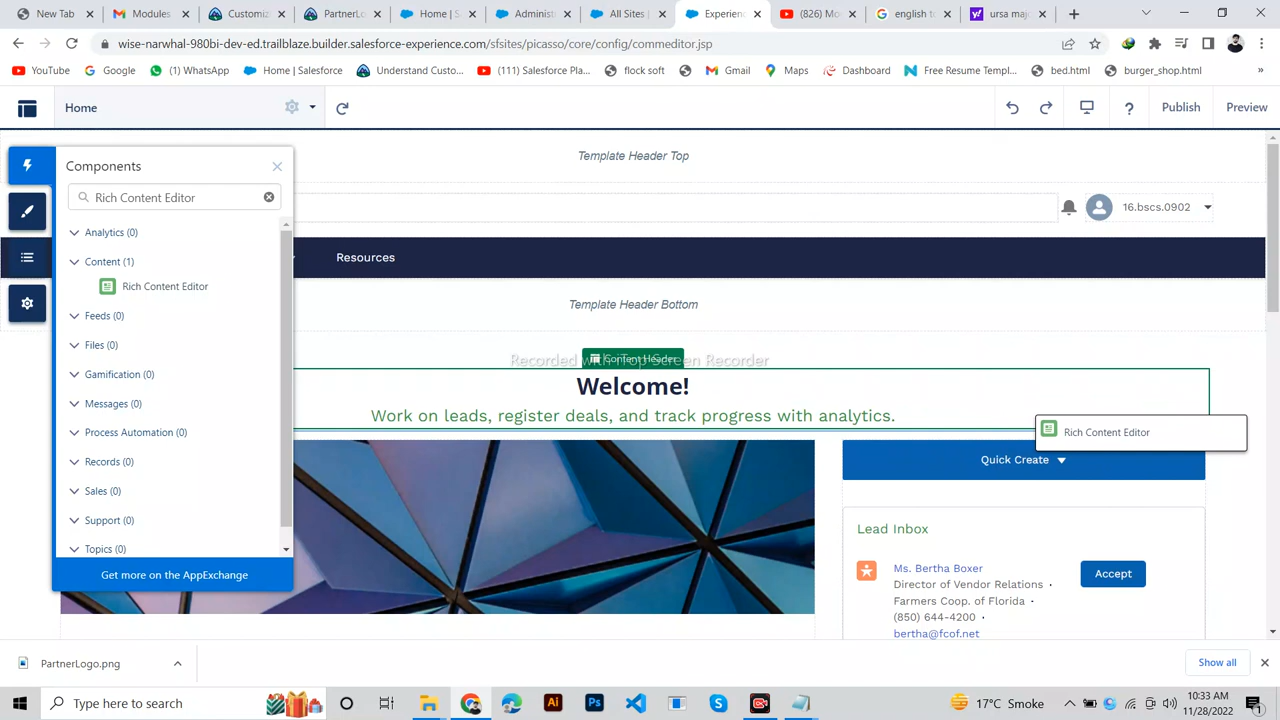 New Tab
Modules
Customiz
PartnerLo
Home | S
Administr
All Sites |
Experienc
(826) Mo
english to
ursa maj
wise-narwhal-980bi-dev-ed.trailblaze.builder.salesforce-experience.com/sfsites/picasso/core/config/commeditor.jsp
YouTube
Google
(1) WhatsApp
Home | Salesforce
Understand Custo...
(111) Salesforce Pla...
flock soft
Gmail
Maps
Dashboard
Free Resume Templ...
bed.html
burger_shop.html
»
Home
Publish
Preview
Template Header Top
Components
Rich Content Editor
16.bscs.0902
Analytics (0)
Content (1)
Rich Content Editor
Resources
Feeds (0)
Template Header Bottom
Files (0)
Content Header
Recorded with iTop Screen Recorder
Gamification (0)
Welcome!
Messages (0)
Work on leads, register deals, and track progress with analytics.
Process Automation (0)
Rich Content Editor
Records (0)
Quick Create
Sales (0)
Support (0)
Lead Inbox
Topics (0)
Get more on the AppExchange
Ms. Bertha Boxer
Director of Vendor Relations •
Farmers Coop. of Florida •
(850) 644-4200 •
bertha@fcof.net
Accept
PartnerLogo.png
Show all
Type here to search
17°C Smoke
10:33 AM
11/28/2022